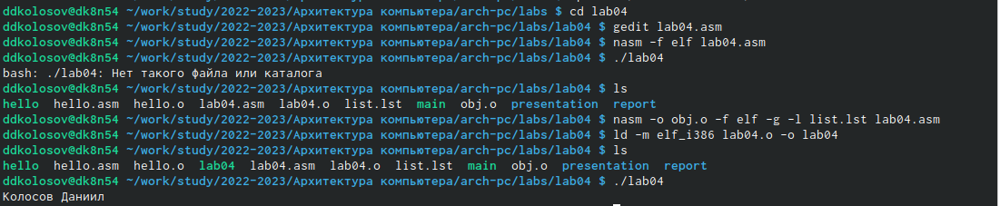 ddkolosov@dk8n54 ~/work/study/2022-2023/Архитектура компьютера/arch-pc/labs $ cd lab04
ddkolosov@dk8n54 ~/work/study/2022-2023/Архитектура компьютера/arch-pc/labs/lab04 $ gedit lab04.asm
ddkolosov@dk8n54 ~/work/study/2022-2023/Архитектура компьютера/arch-pc/labs/lab04 $ nasm -f elf lab04.asm
ddkolosov@dk8n54 ~/work/study/2022-2023/Архитектура компьютера/arch-pc/labs/lab04 $ ./lab04
bash: ./lab04: Нет такого файла или каталога
ddkolosov@dk8n54 ~/work/study/2022-2023/Архитектура компьютера/arch-pc/labs/lab04 $ ls
hello  hello.asm  hello.o  lab04.asm  lab04.o  list.lst  main  obj.o  presentation  report
ddkolosov@dk8n54 ~/work/study/2022-2023/Архитектура компьютера/arch-pc/labs/lab04 $ nasm -o obj.o -f elf -g -l list.lst lab04.asm
ddkolosov@dk8n54 ~/work/study/2022-2023/Архитектура компьютера/arch-pc/labs/lab04 $ ld -m elf_i386 lab04.o -o lab04
ddkolosov@dk8n54 ~/work/study/2022-2023/Архитектура компьютера/arch-pc/labs/lab04 $ ls
hello  hello.asm  hello.o  lab04  lab04.asm  lab04.o  list.lst  main  obj.o  presentation  report
ddkolosov@dk8n54 ~/work/study/2022-2023/Архитектура компьютера/arch-pc/labs/lab04 $ ./lab04
Колосов Даниил